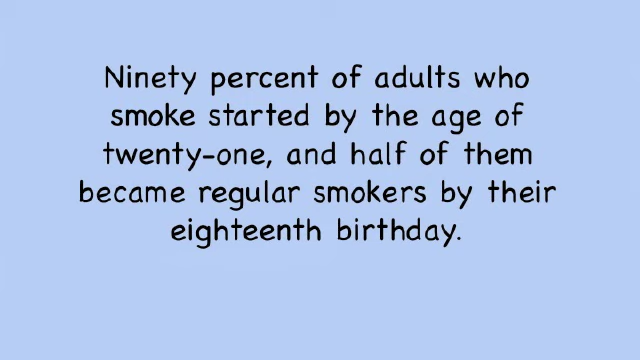 Ninety percent of adults who
smoke started by the age of
twenty-one, and half of them
became regular smokers by their
eighteenth birthday.